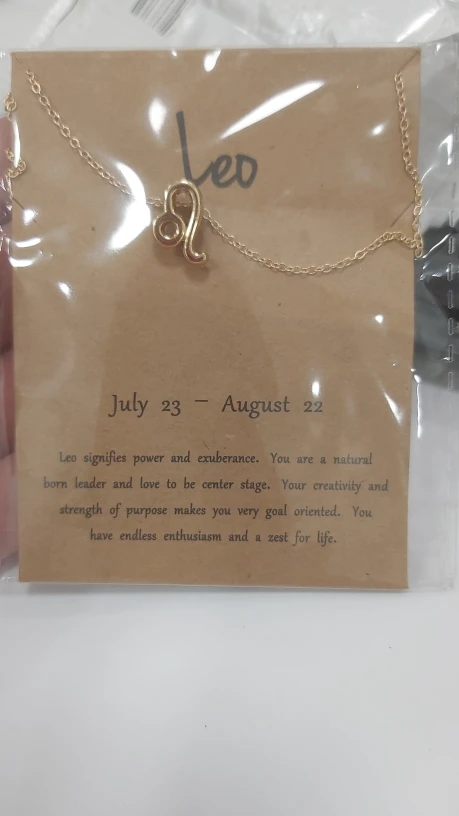 Leo
July 23 – August 22
Leo signifies power and exuberance. You are a natural
born leader and love to be center stage. Your creativity and
strength of purpose makes you very goal oriented. You
have endless enthusiasm and a zest for life.